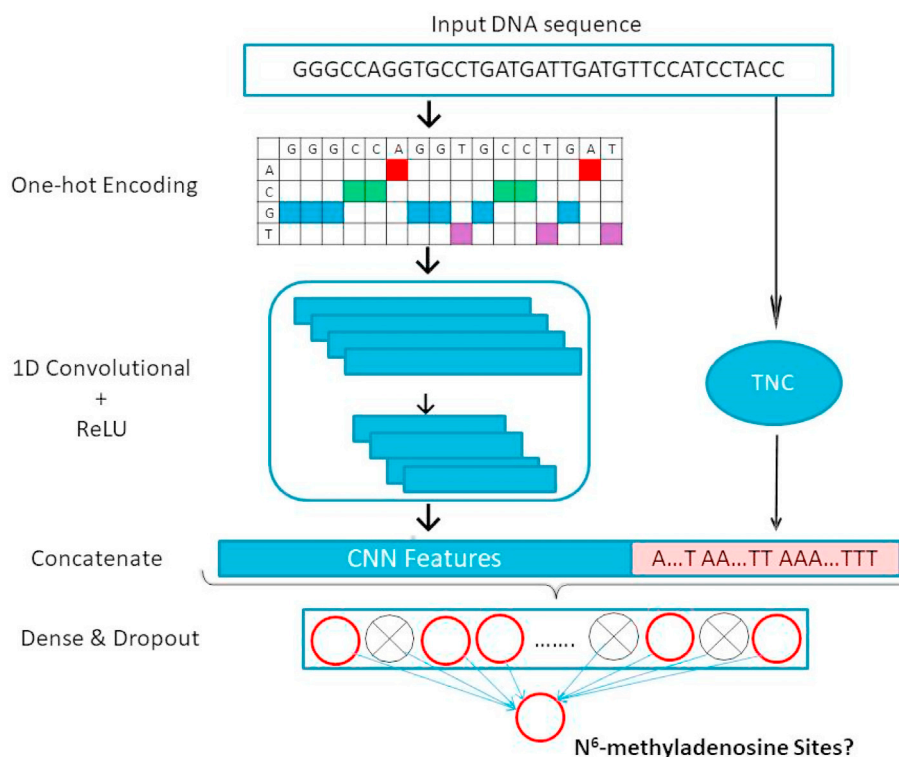 Input DNA sequence
GGGCCAGGTGCCTGATGATTGATGTTCCATCCTACC
G G G C C A G G T G C C T G A T
One-hot Encoding
A
C
G
T
1D Convolutional
+
ReLU
TNC
Concatenate
CNN Features
A...T AA...TT AAA...TTT
Dense & Dropout
.......
N⁶-methyladenosine Sites?